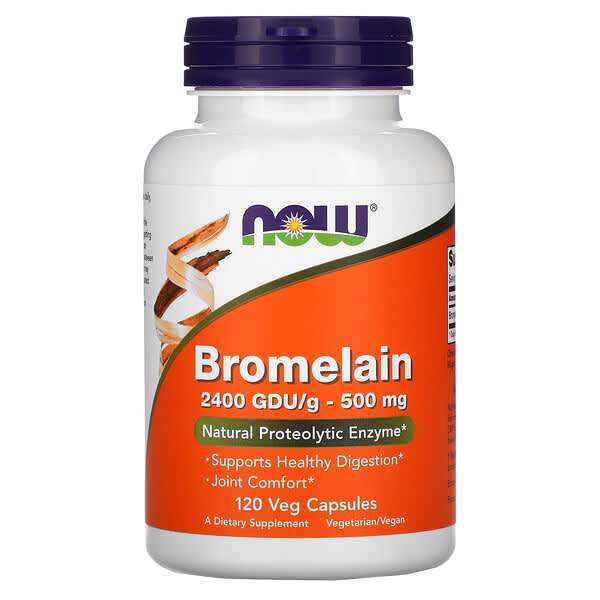 now®
Bromelain
2400 GDU/g - 500 mg
Natural Proteolytic Enzyme*
•Supports Healthy Digestion*
•Joint Comfort*
120 Veg Capsules
A Dietary Supplement Vegetarian/Vegan